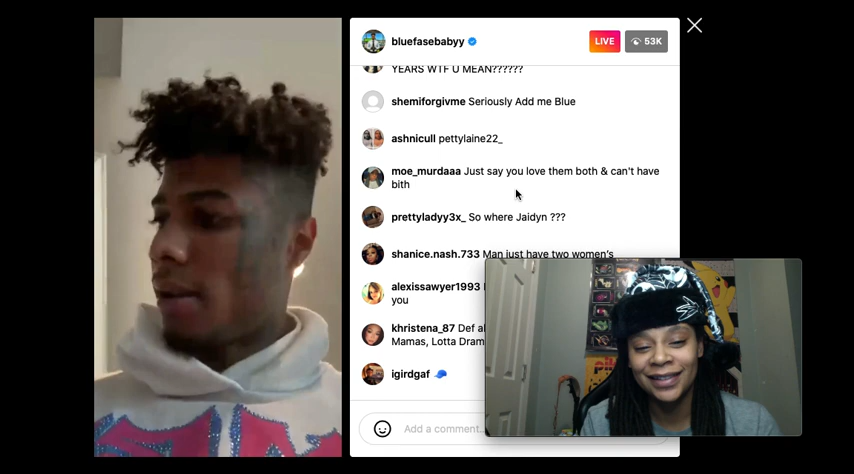 bluefasebabyy
LIVE
53K
YEARS WTF U MEAN??????
shemiforgivme Seriously Add me Blue
ashnicull pettylaine22_
moe_murdaaa Just say you love them both & can't have
bith
prettyladyy3x_ So where Jaidyn ???
shanice.nash.733 Man just have two women's
alexissawyer1993
you
khristena_87 Def
Mamas, Lotta Dram
igirdgaf 🧢
Add a comment...